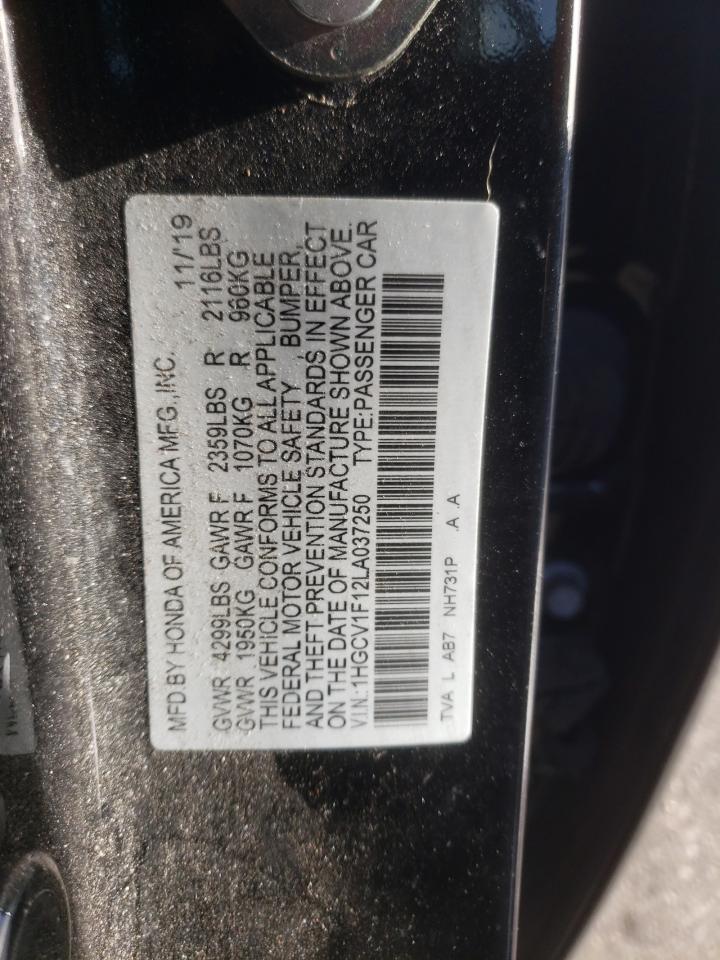 MFD.BY HONDA OF AMERICA MFG.,INC. 11/'19
GVWR 4299LBS GAWR F 2359LBS R 2116LBS
GVWR 1950KG GAWR F 1070KG R 960KG
THIS VEHICLE CONFORMS TO ALL APPLICABLE
FEDERAL MOTOR VEHICLE SAFETY , BUMPER,
AND THEFT PREVENTION STANDARDS IN EFFECT
ON THE DATE OF MANUFACTURE SHOWN ABOVE.
V.I.N.:1HGCV1F12LA037250 TYPE:PASSENGER CAR
TVA L AB7 NH731P .A .A